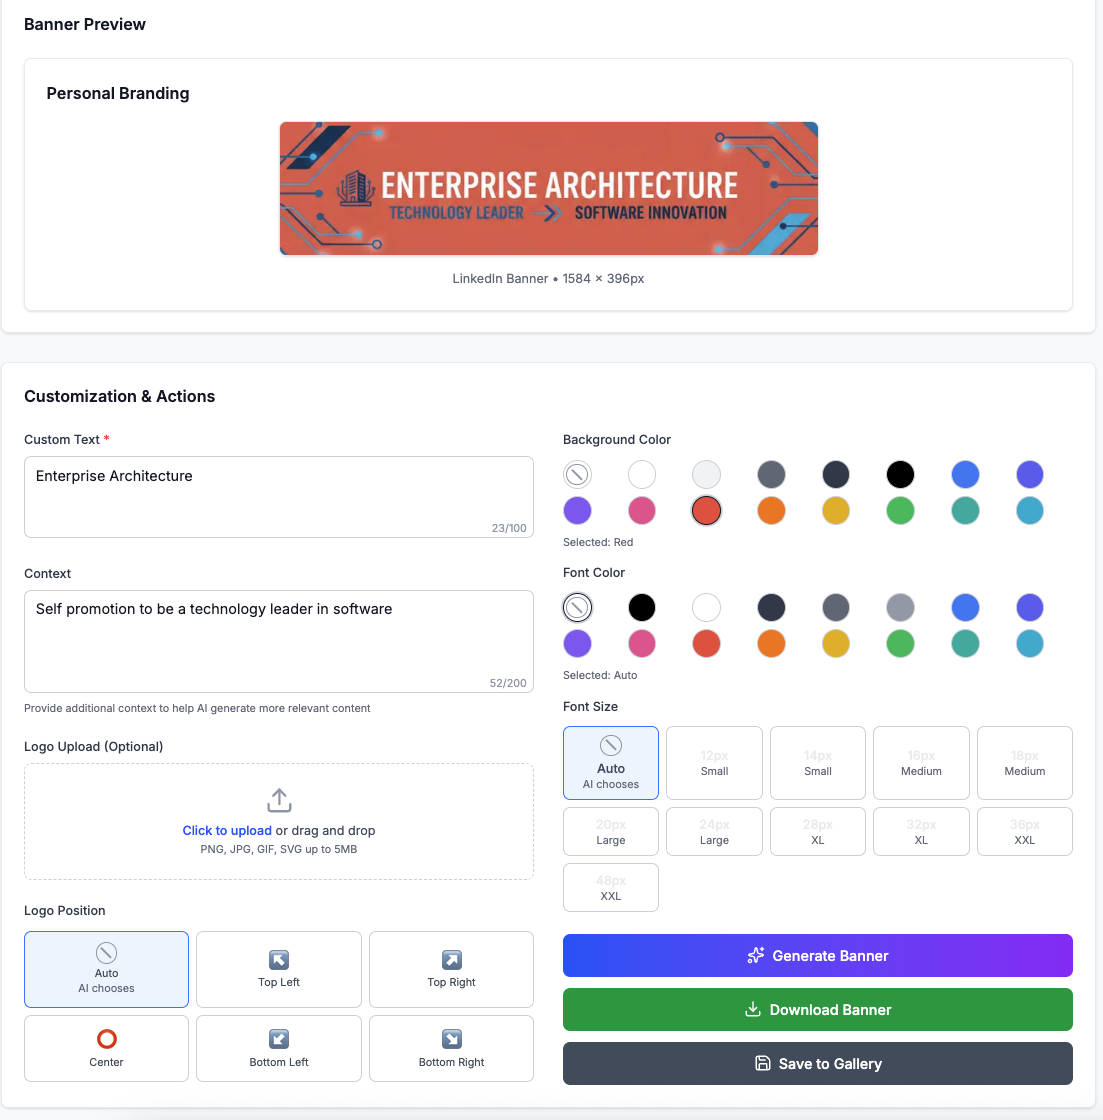 Banner Preview
Personal Branding
ENTERPRISE ARCHITECTURE
TECHNOLOGY LEADER
SOFTWARE INNOVATION
LinkedIn Banner • 1584 × 396px
Customization & Actions
Custom Text *
Enterprise Architecture
23/100
Context
Self promotion to be a technology leader in software
52/200
Provide additional context to help AI generate more relevant content
Logo Upload (Optional)
Click to upload or drag and drop
PNG, JPG, GIF, SVG up to 5MB
Logo Position
Auto
AI chooses
Top Left
Top Right
Center
Bottom Left
Bottom Right
Background Color
Selected: Red
Font Color
Selected: Auto
Font Size
Auto
AI chooses
12px
Small
14px
Small
16px
Medium
18px
Medium
20px
Large
24px
Large
28px
XL
32px
XL
36px
XXL
48px
XXL
Generate Banner
Download Banner
Save to Gallery